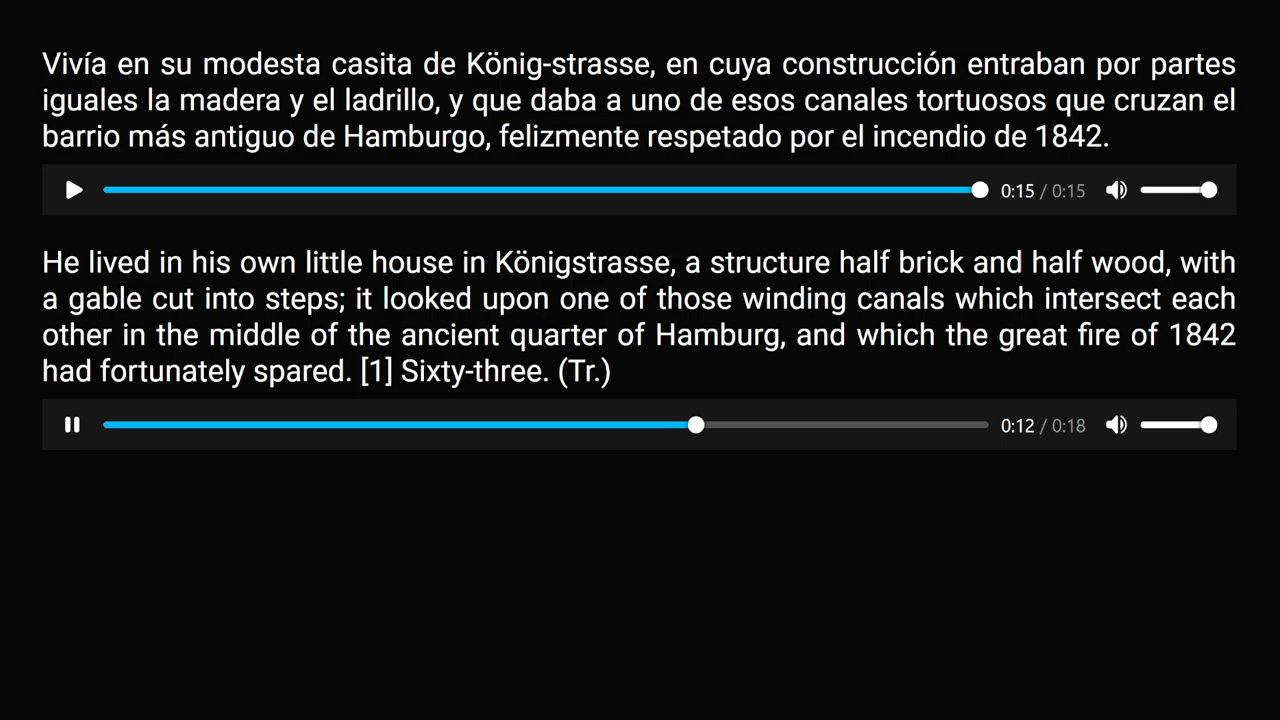 Vivía en su modesta casita de König-strasse, en cuya construcción entraban por partes
iguales la madera y el ladrillo, y que daba a uno de esos canales tortuosos que cruzan el
barrio más antiguo de Hamburgo, felizmente respetado por el incendio de 1842.
0:15 / 0:15
He lived in his own little house in Königstrasse, a structure half brick and half wood, with
a gable cut into steps; it looked upon one of those winding canals which intersect each
other in the middle of the ancient quarter of Hamburg, and which the great fire of 1842
had fortunately spared. [1] Sixty-three. (Tr.)
0:12 / 0:18